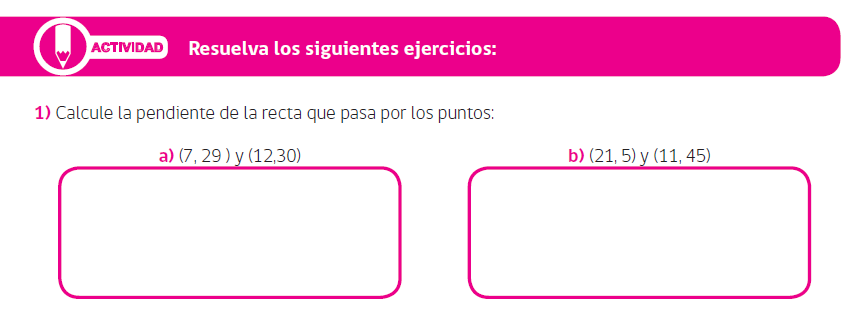 ACTIVIDAD Resuelva los siguientes ejercicios:
1) Calcule la pendiente de la recta que pasa por los puntos:
a) (7, 29 ) y (12,30) b) (21, 5) y (11, 45)